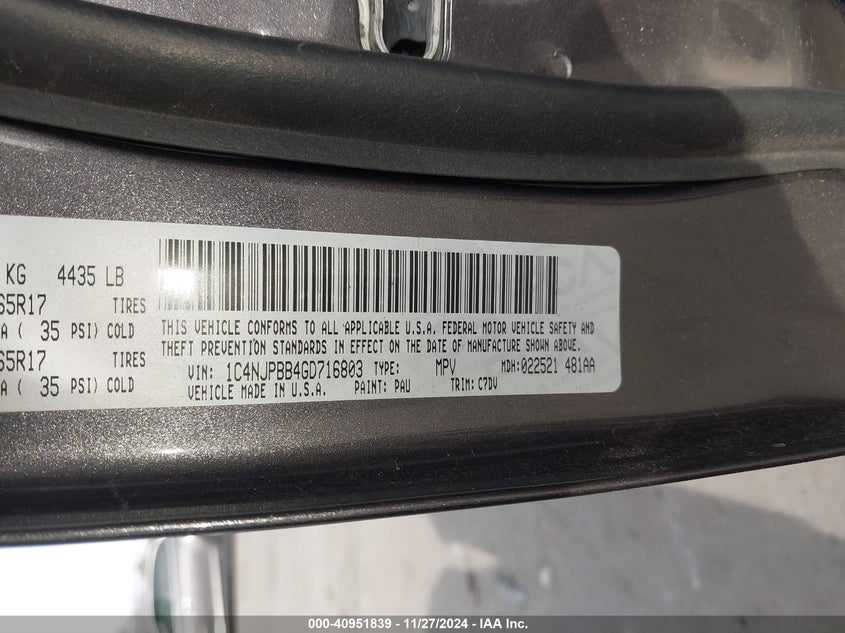 KG 4435 LB
65R17 TIRES
A ( 35 PSI) COLD
65R17 TIRES
A ( 35 PSI) COLD
THIS VEHICLE CONFORMS TO ALL APPLICABLE U.S.A. FEDERAL MOTOR VEHICLE SAFETY AND
THEFT PREVENTION STANDARDS IN EFFECT ON THE DATE OF MANUFACTURE SHOWN ABOVE.
VIN: 1C4NJPBB4GD716803 TYPE: MPV MDH:022521 481AA
VEHICLE MADE IN U.S.A. PAINT: PAU TRIM: C7DV
000-40951839 - 11/27/2024 - IAA Inc.